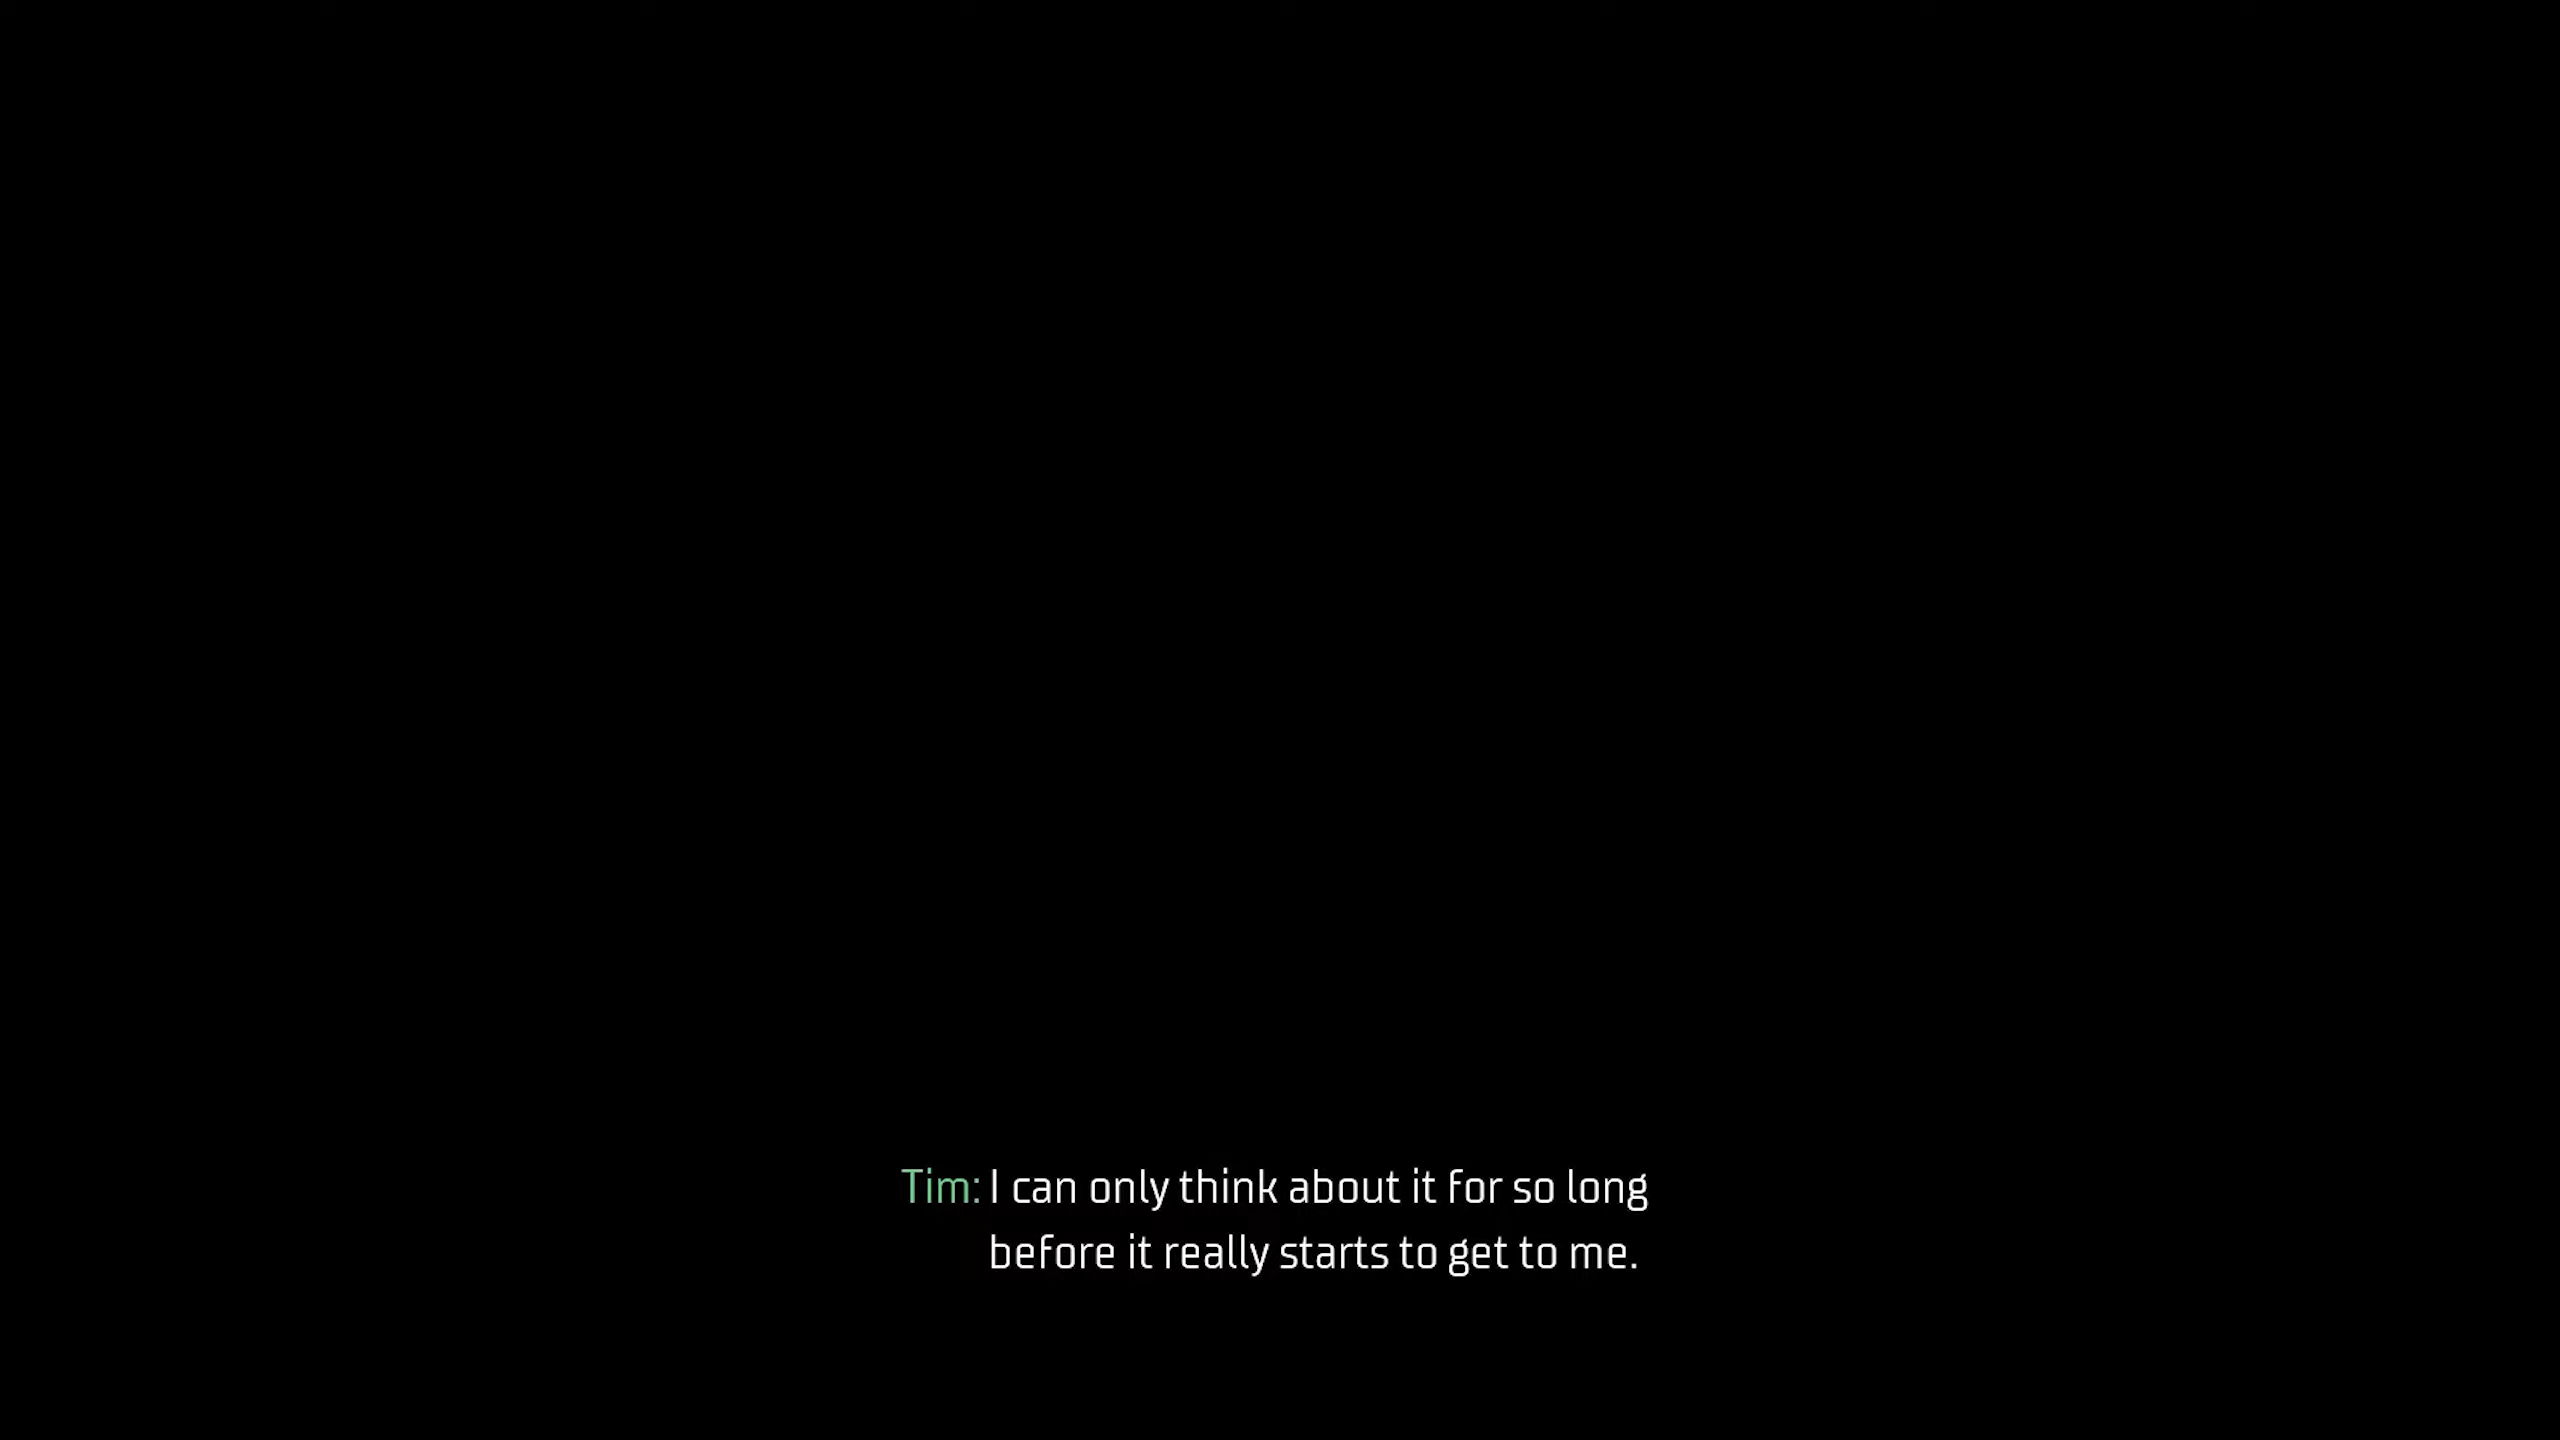 Tim: I can only think about it for so long
before it really starts to get to me.